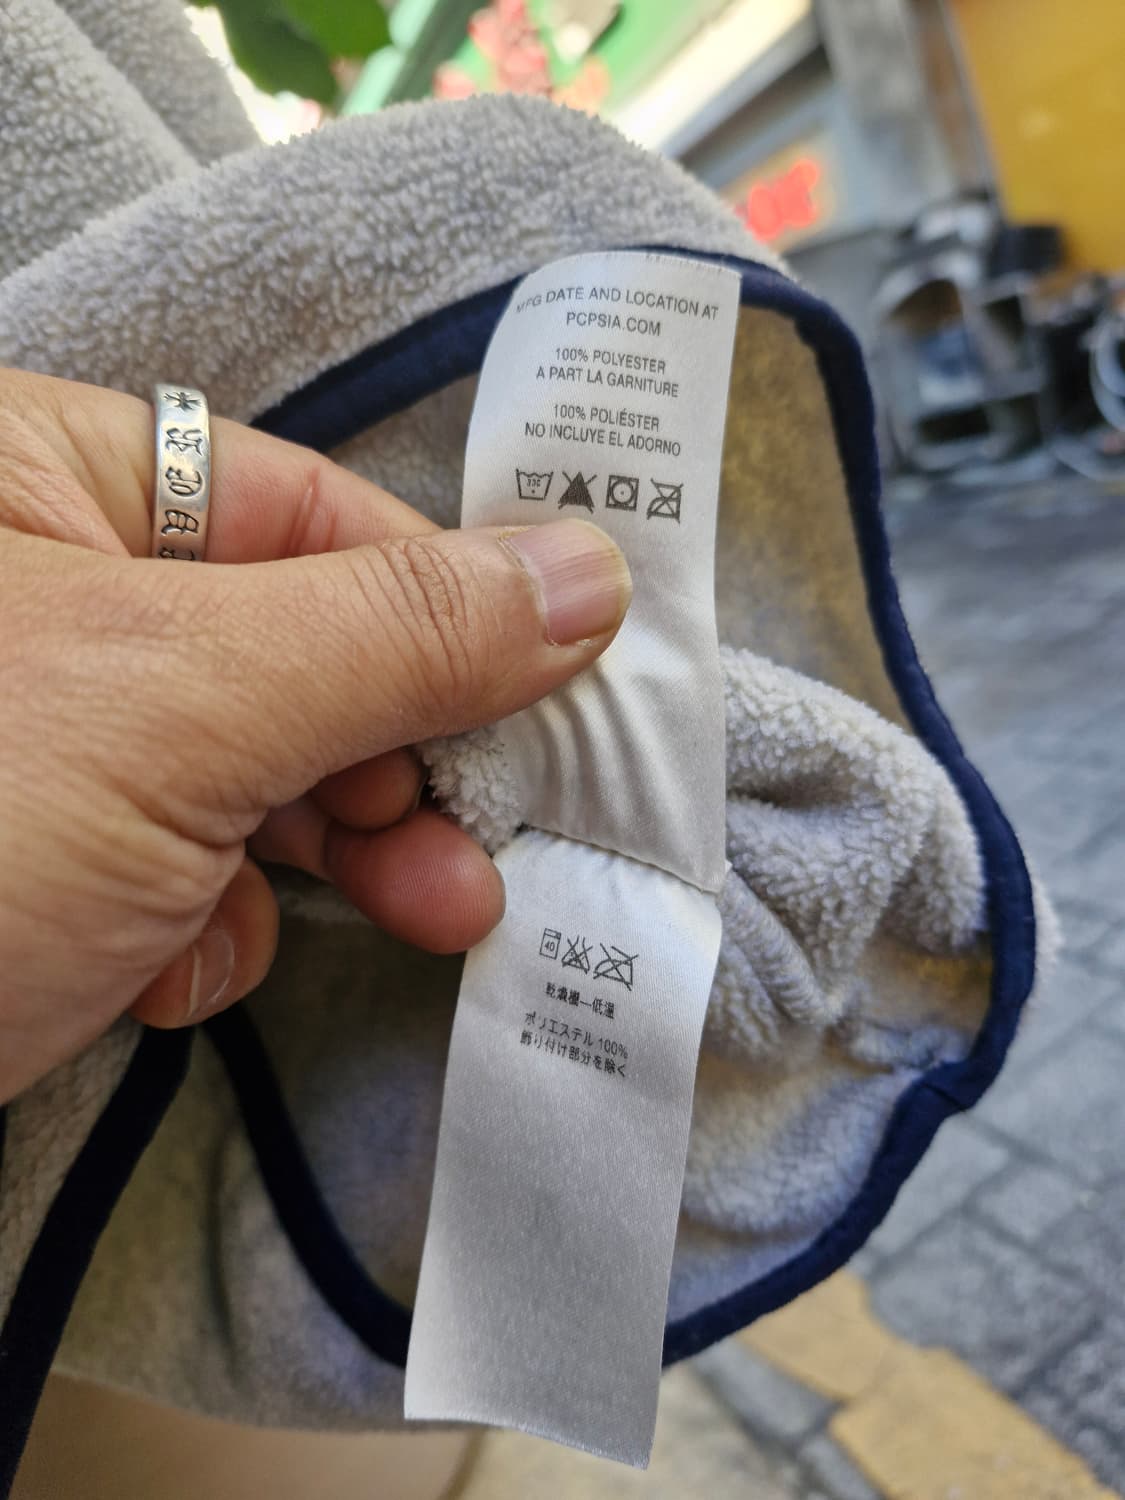 MFG DATE AND LOCATION AT
PCPSIA.COM
100% POLYESTER
A PART LA GARNITURE
100% POLIÉSTER
NO INCLUYE EL ADORNO
40
乾燥機—低温
ポリエステル 100%
飾り付け部分を除く